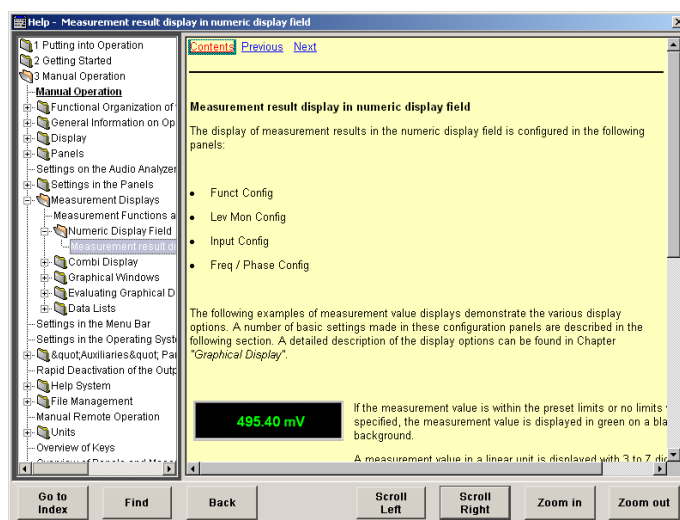 Help - Measurement result display in numeric display field
1 Putting into Operation
2 Getting Started
3 Manual Operation
Manual Operation
Functional Organization of
General Information on Op
Display
Panels
Settings on the Audio Analyzer
Settings in the Panels
Measurement Displays
Measurement Functions a
Numeric Display Field
Measurement result di
Combi Display
Graphical Windows
Evaluating Graphical D
Data Lists
Settings in the Menu Bar
Settings in the Operating Syste
&quot;Auxiliaries&quot; Par
Rapid Deactivation of the Outp
Help System
File Management
Manual Remote Operation
Units
Overview of Keys
Contents Previous Next
Measurement result display in numeric display field
The display of measurement results in the numeric display field is configured in the following
panels:
• Funct Config
• Lev Mon Config
• Input Config
• Freq / Phase Config
The following examples of measurement value displays demonstrate the various display
options. A number of basic settings made in these configuration panels are described in the
following section. A detailed description of the display options can be found in Chapter
"Graphical Display".
495.40 mV
If the measurement value is within the preset limits or no limits
specified, the measurement value is displayed in green on a bla
background.
A measurement value in a linear unit is displayed with 3 to 7 dig
Go to
Index
Find
Back
Scroll
Left
Scroll
Right
Zoom in
Zoom out